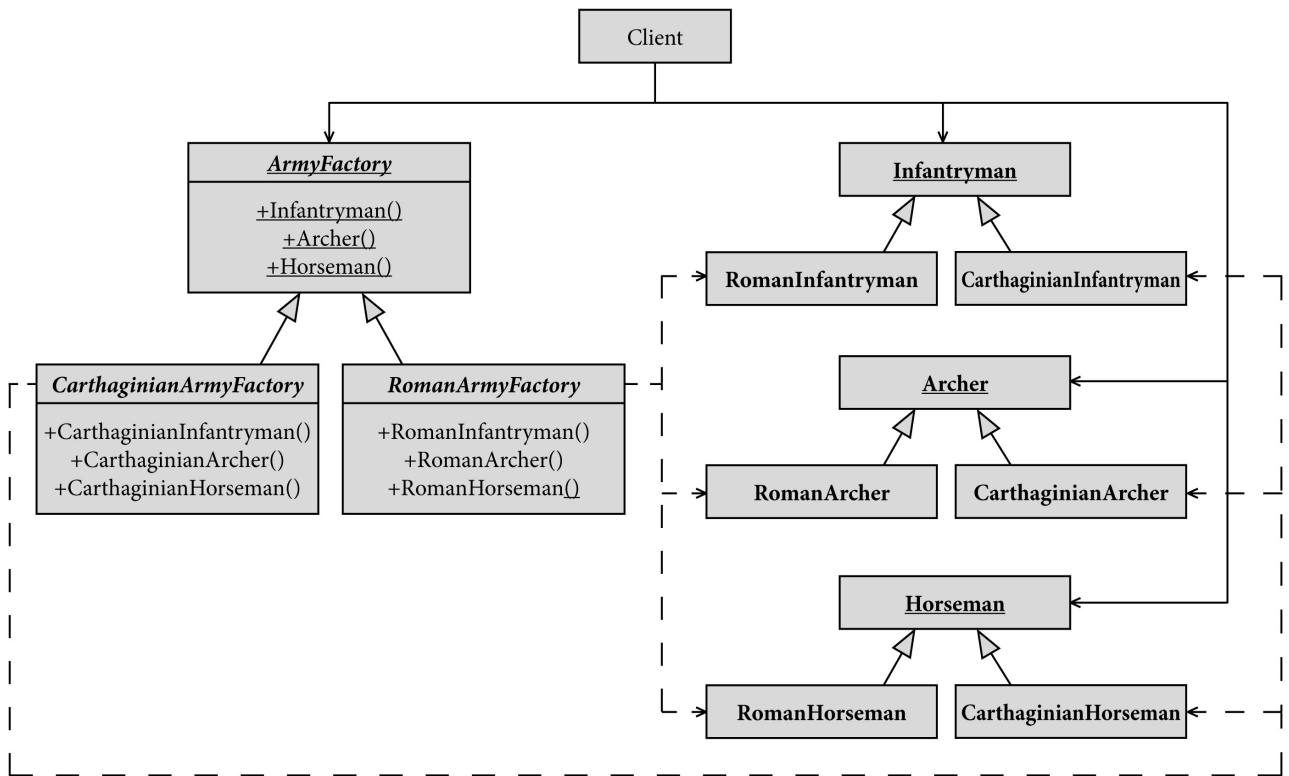 Client
ArmyFactory
+Infantryman()
+Archer()
+Horseman()
Infantryman
RomanInfantryman
CarthaginianInfantryman
CarthaginianArmyFactory
+CarthaginianInfantryman()
+CarthaginianArcher()
+CarthaginianHorseman()
RomanArmyFactory
+RomanInfantryman()
+RomanArcher()
+RomanHorseman()
Archer
RomanArcher
CarthaginianArcher
Horseman
RomanHorseman
CarthaginianHorseman